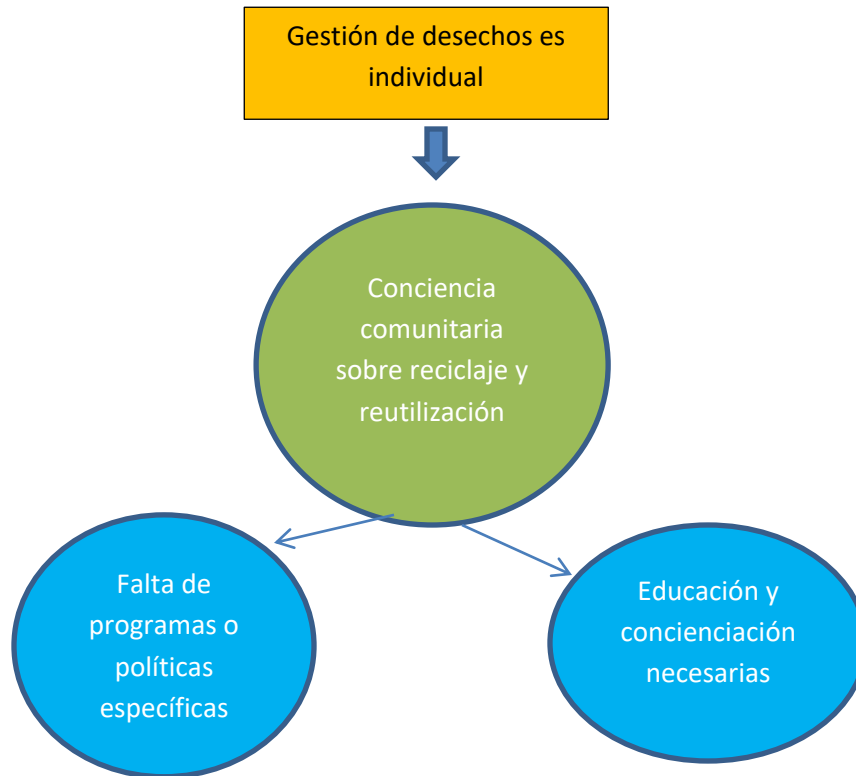 Gestión de desechos es
individual
Conciencia
comunitaria
sobre reciclaje y
reutilización
Falta de
programas o
políticas
específicas
Educación y
concienciación
necesarias